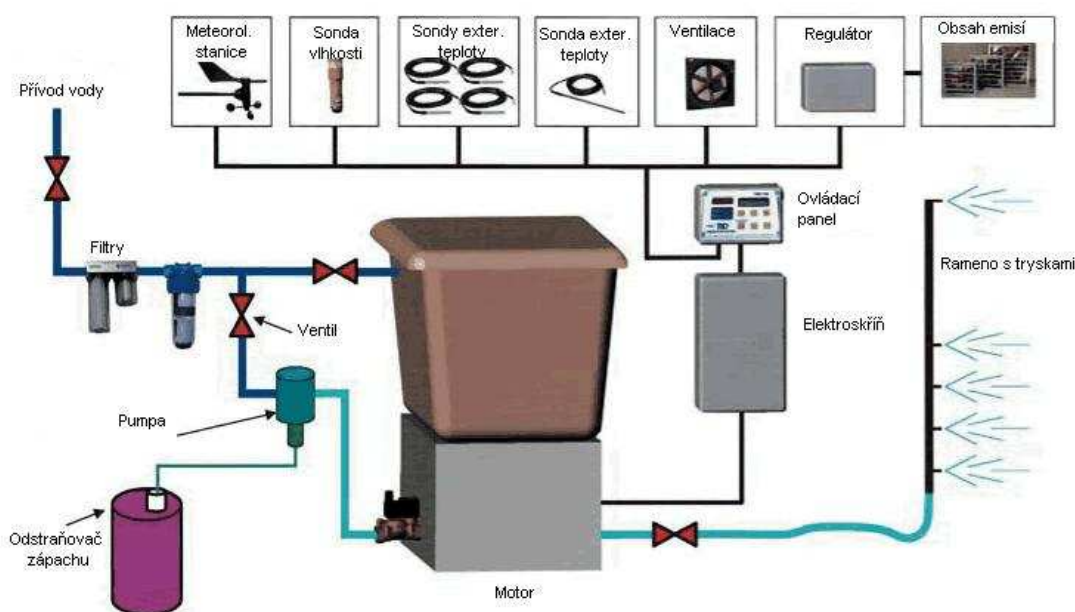 Meteorol.
stanice
Sonda
vlhkosti
Sondy exter.
teploty
Sonda exter.
teploty
Ventilace
Regulátor
Obsah emisí
Přívod vody
Filtry
Ventil
Ovládací
panel
Rameno s tryskami
Elektroskříň
Pumpa
Odstraňovač
zápachu
Motor